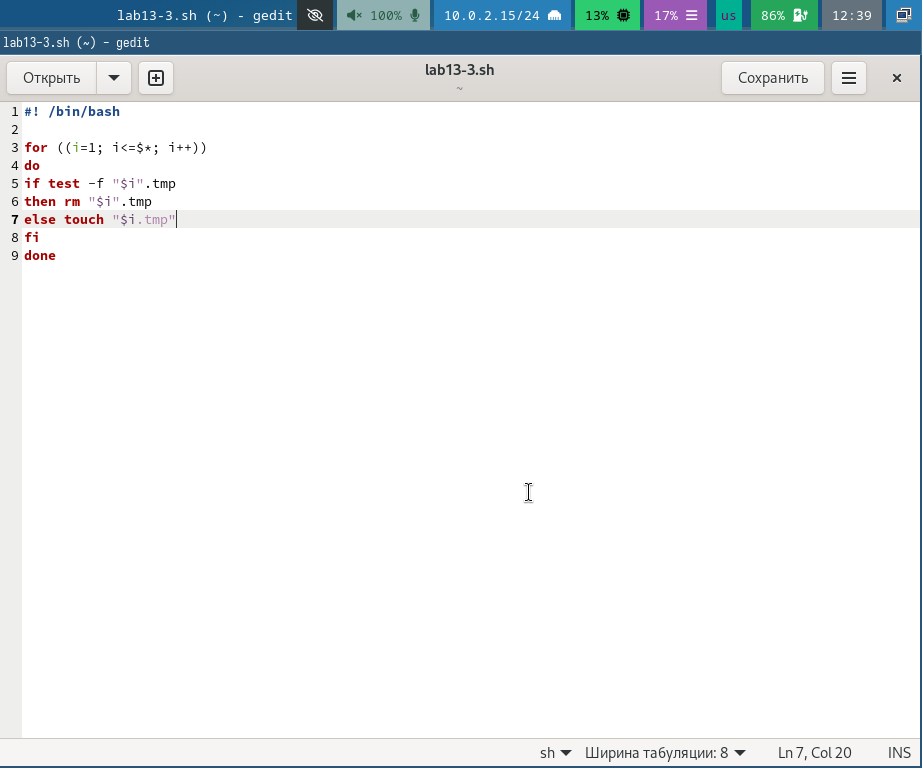 lab13-3.sh (~) - gedit 100% 10.0.2.15/24 13% 17% us 86% 12:39
lab13-3.sh (~) - gedit
Открыть lab13-3.sh Сохранить
~
1 #! /bin/bash
2
3 for ((i=1; i<=$*; i++))
4 do
5 if test -f "$i".tmp
6 then rm "$i".tmp
7 else touch "$i.tmp"
8 fi
9 done
sh Ширина табуляции: 8 Ln 7, Col 20 INS